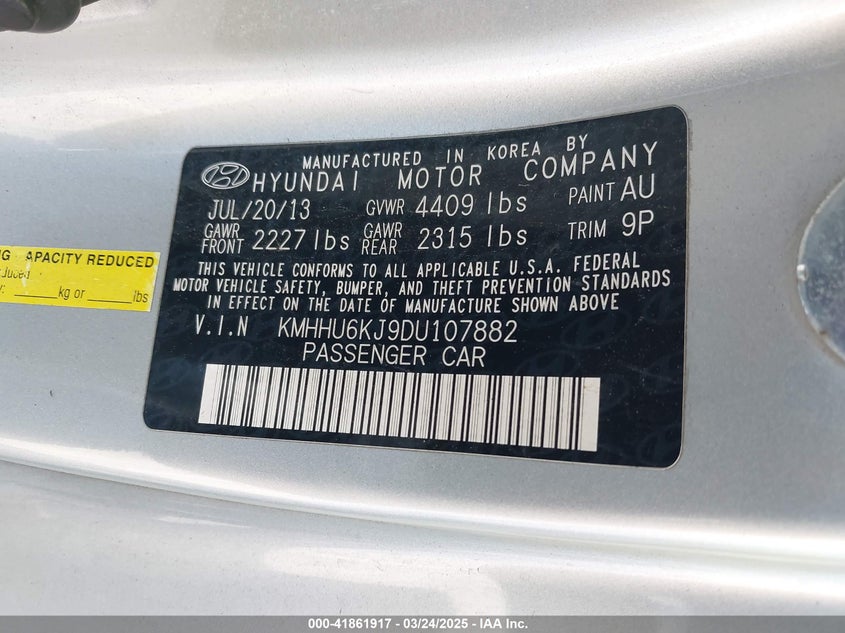 MANUFACTURED IN KOREA BY
HYUNDAI MOTOR COMPANY
JUL/20/13 GVWR 4409 lbs PAINT AU
GAWR FRONT 2227 lbs GAWR REAR 2315 lbs TRIM 9P
THIS VEHICLE CONFORMS TO ALL APPLICABLE U.S.A. FEDERAL
MOTOR VEHICLE SAFETY, BUMPER, AND THEFT PREVENTION STANDARDS
IN EFFECT ON THE DATE OF MANUFACTURE SHOWN ABOVE
V.I.N KMHHU6KJ9DU107882
PASSENGER CAR
APACITY REDUCED
kg or lbs
000-41861917 - 03/24/2025 - IAA Inc.